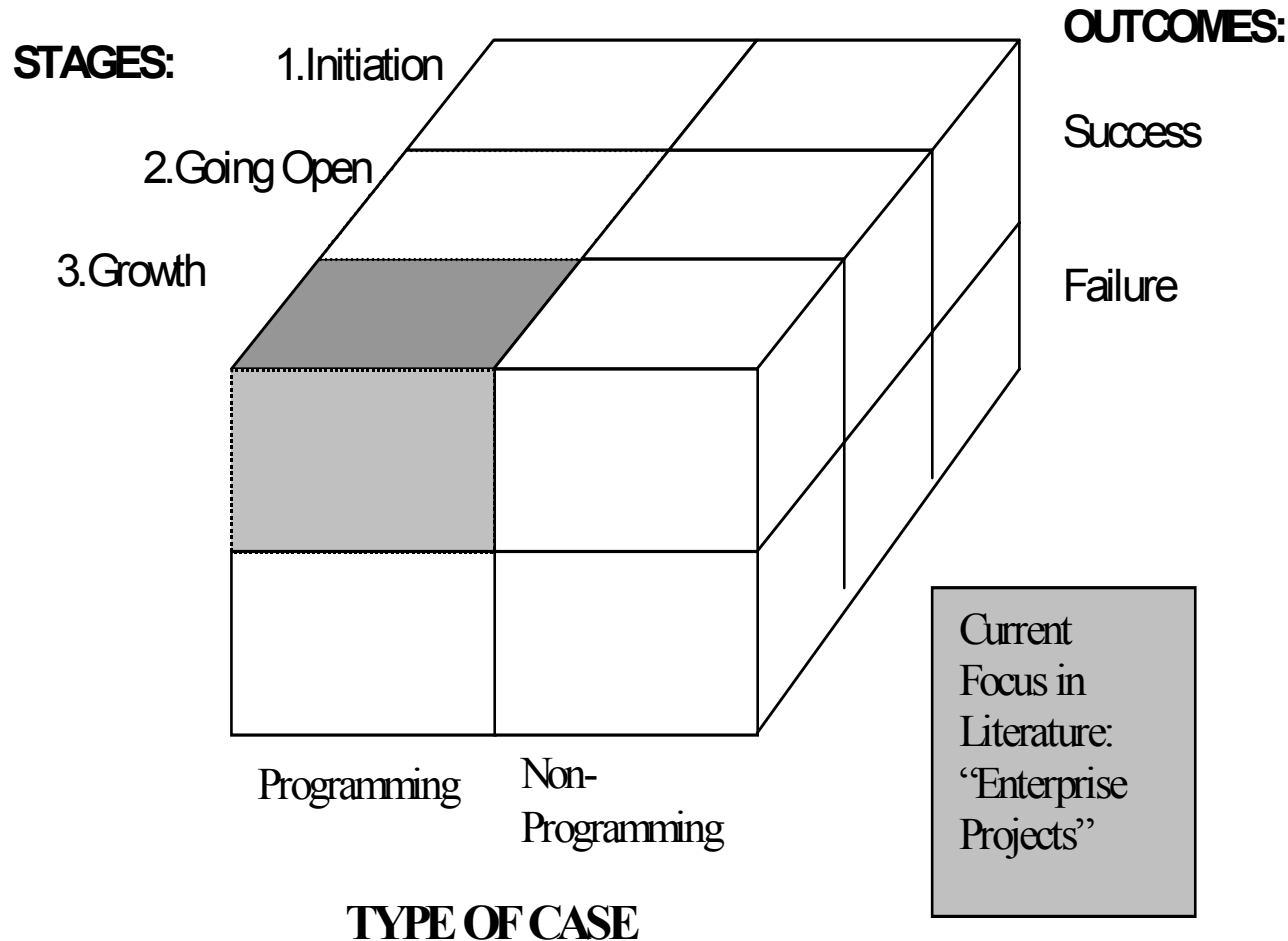 STAGES:
1.Initiation
2.Going Open
3.Growth
OUTCOMES:
Success
Failure
Programming
Non-
Programming
TYPE OF CASE
Current
Focus in
Literature:
“Enterprise
Projects”